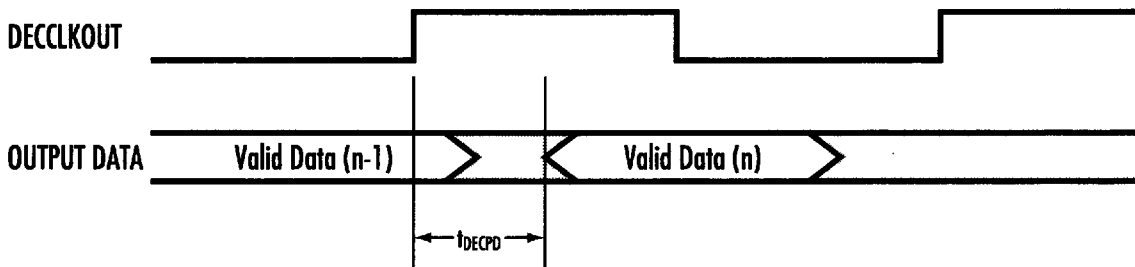 DECCLKOUT
OUTPUT DATA Valid Data (n-1) Valid Data (n)
tDECPD